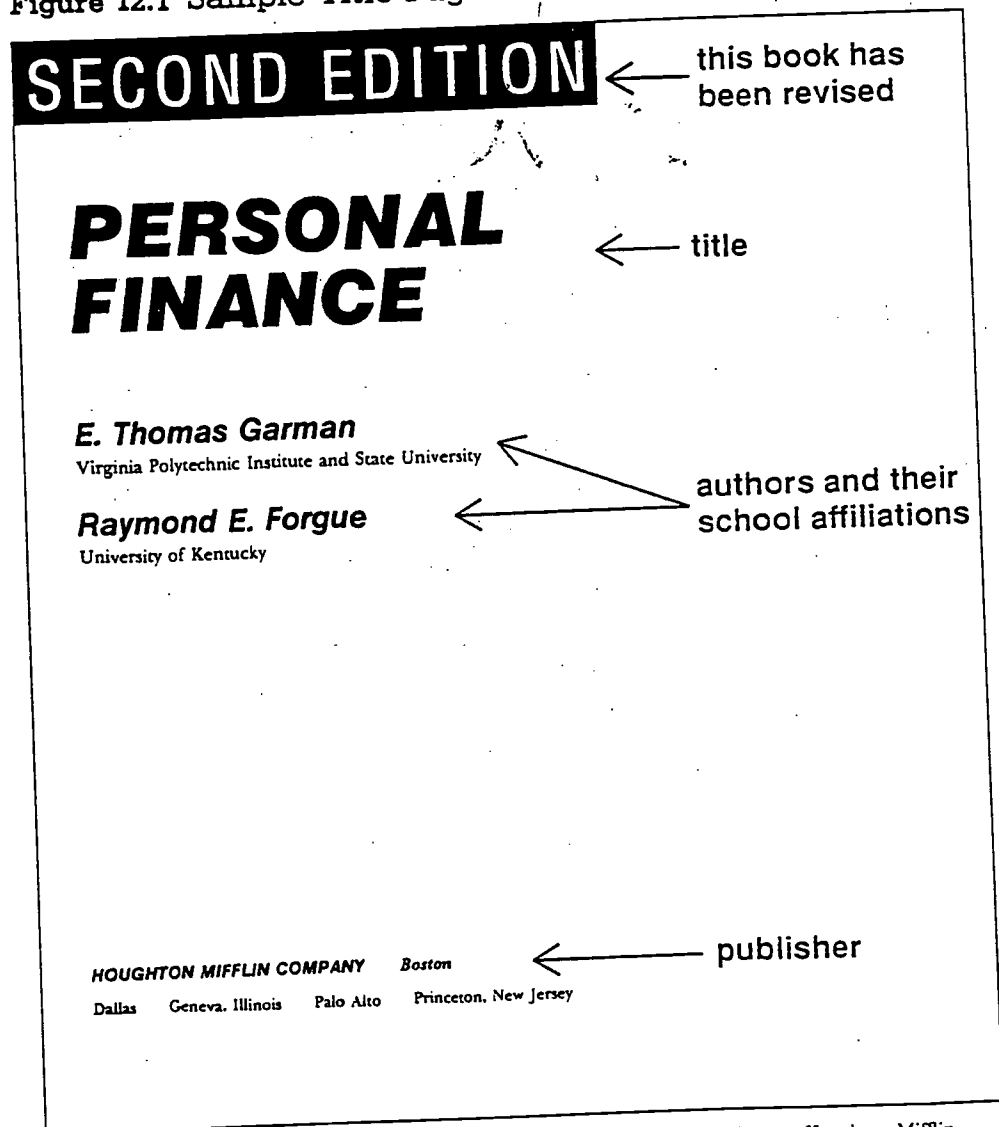 Figure 12.1 Sample Title
SECOND EDITION
this book has
been revised
PERSONAL
FINANCE
title
E. Thomas Garman
Virginia Polytechnic Institute and State University
Raymond E. Forgue
University of Kentucky
authors and their
school affiliations
HOUGHTON MIFFLIN COMPANY Boston
publisher
Dallas Geneva, Illinois Palo Alto Princeton, New Jersey